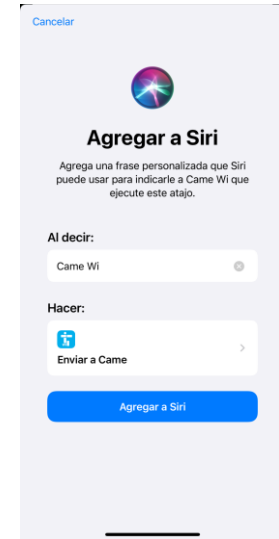 Cancelar
Agregar a Siri
Agrega una frase personalizada que Siri
puede usar para indicarle a Came Wi que
ejecute este atajo.
Al decir:
Came Wi
Hacer:
Enviar a Came
Agregar a Siri